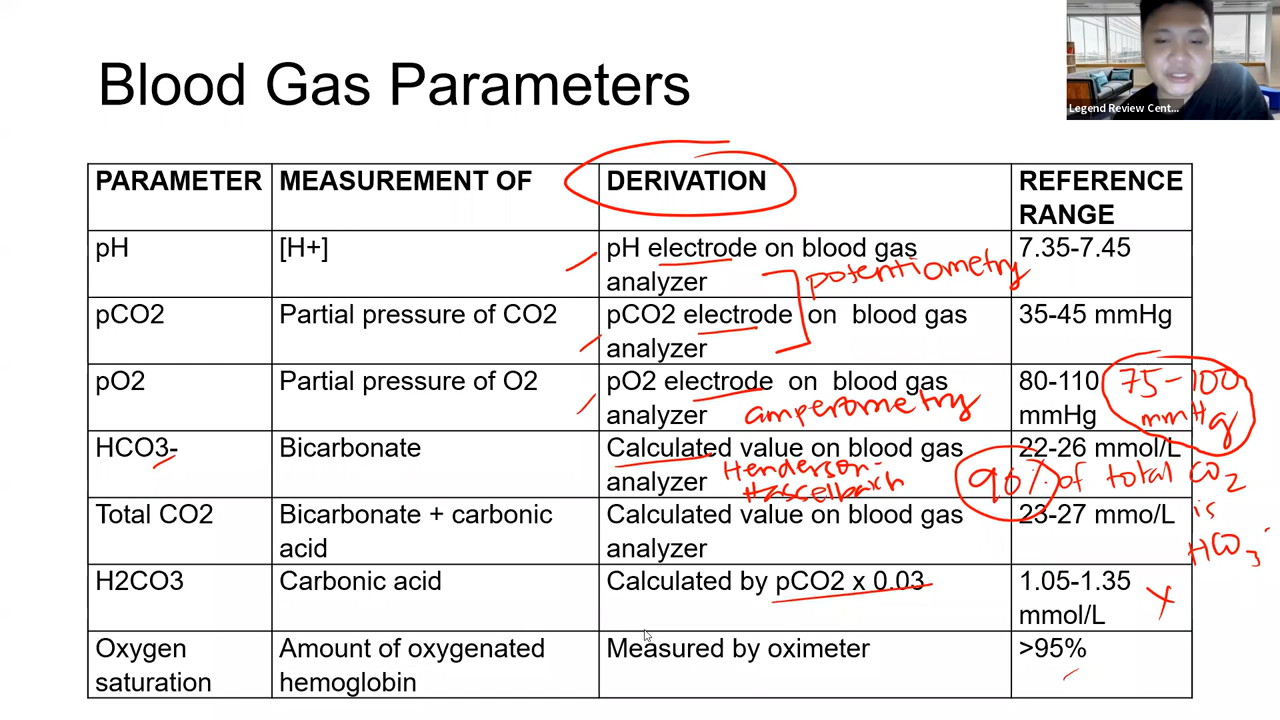 Legend Review Cent...
Blood Gas Parameters
PARAMETER
MEASUREMENT OF
DERIVATION
REFERENCE
RANGE
pH
[H+]
pH electrode on blood gas
analyzer
7.35-7.45
potentiometry
pCO2
Partial pressure of CO2
pCO2 electrode on blood gas
analyzer
35-45 mmHg
pO2
Partial pressure of O2
pO2 electrode on blood gas
analyzer
amperometry
80-110
mmHg
75-100
mmHg
HCO3-
Bicarbonate
Calculated value on blood gas
analyzer
Henderson-
Hasselbach
22-26 mmol/L
90% of total CO2
is
HCO3-
Total CO2
Bicarbonate + carbonic
acid
Calculated value on blood gas
analyzer
23-27 mmo/L
H2CO3
Carbonic acid
Calculated by pCO2 x 0.03
1.05-1.35
mmol/L
X
Oxygen
saturation
Amount of oxygenated
hemoglobin
Measured by oximeter
>95%